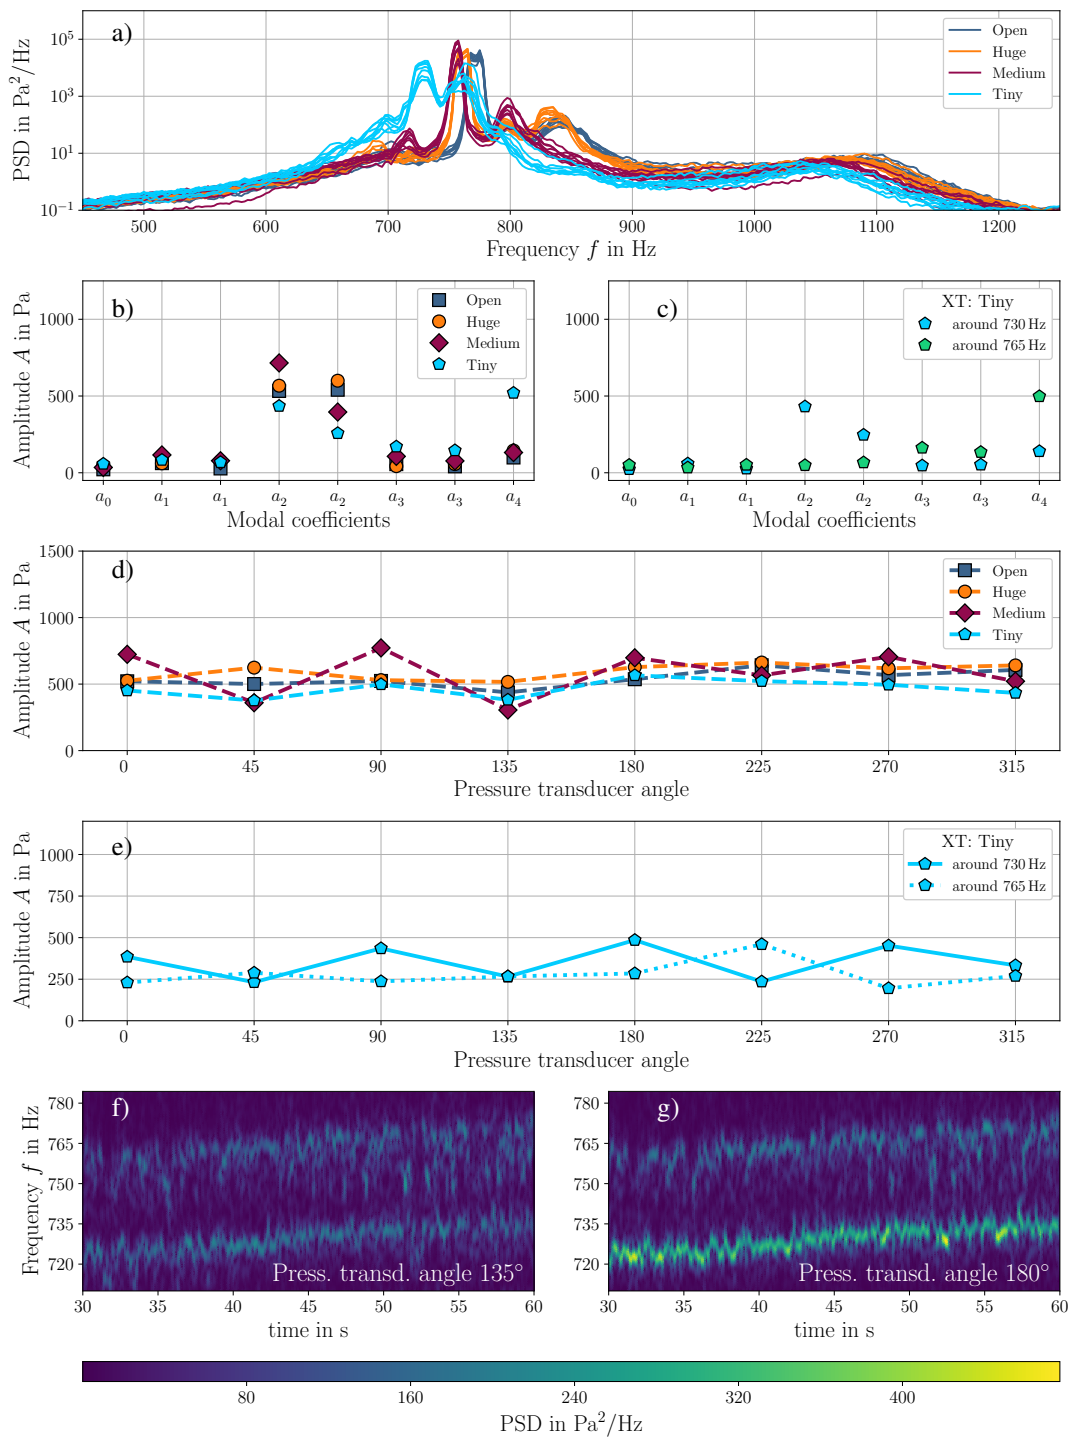 a)
PSD in Pa²/Hz
10⁵
10³
10¹
10⁻¹
Open
Huge
Medium
Tiny
500 600 700 800 900 1000 1100 1200
Frequency f in Hz
b)
Amplitude A in Pa
1000
500
0
Open
Huge
Medium
Tiny
a₀ a₁ a₁ a₂ a₂ a₃ a₃ a₄
Modal coefficients
c)
1000
500
0
XT: Tiny
around 730 Hz
around 765 Hz
a₀ a₁ a₁ a₂ a₂ a₃ a₃ a₄
Modal coefficients
d)
Amplitude A in Pa
1500
1000
500
0
Open
Huge
Medium
Tiny
0 45 90 135 180 225 270 315
Pressure transducer angle
e)
Amplitude A in Pa
1000
750
500
250
0
XT: Tiny
around 730 Hz
around 765 Hz
0 45 90 135 180 225 270 315
Pressure transducer angle
f)
Frequency f in Hz
780
765
750
735
720
Press. transd. angle 135°
30 35 40 45 50 55 60
time in s
g)
780
765
750
735
720
Press. transd. angle 180°
30 35 40 45 50 55 60
time in s
80 160 240 320 400
PSD in Pa²/Hz